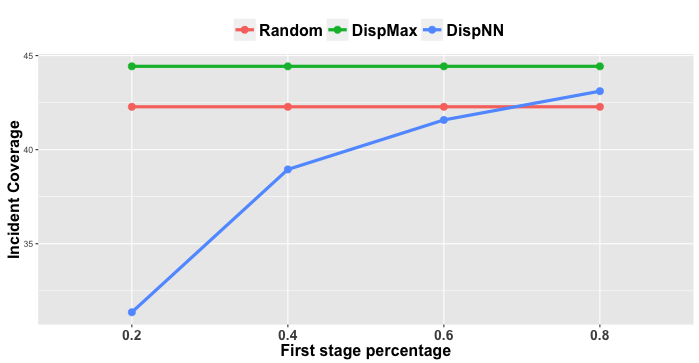 Random DispMax DispNN
45
40
35
Incident Coverage
0.2 0.4 0.6 0.8
First stage percentage